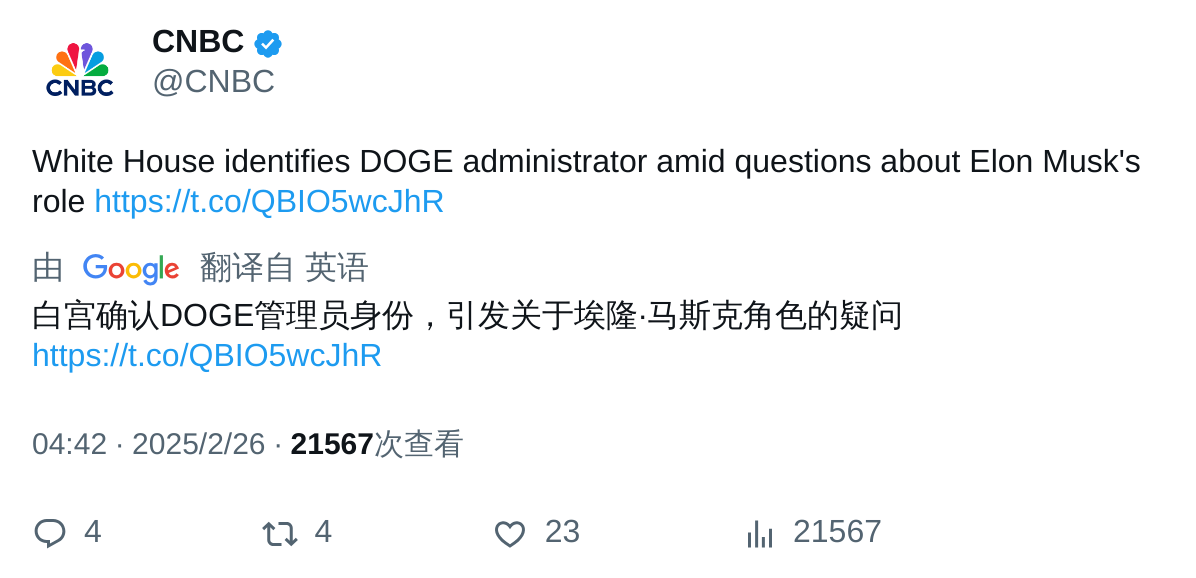 CNBC
CNBC
@CNBC
White House identifies DOGE administrator amid questions about Elon Musk's
role https://t.co/QBIO5wcJhR
由 Google 翻译自 英语
白宫确认DOGE管理员身份，引发关于埃隆·马斯克角色的疑问
https://t.co/QBIO5wcJhR
04:42 · 2025/2/26 · 21567次查看
4 4 23 21567